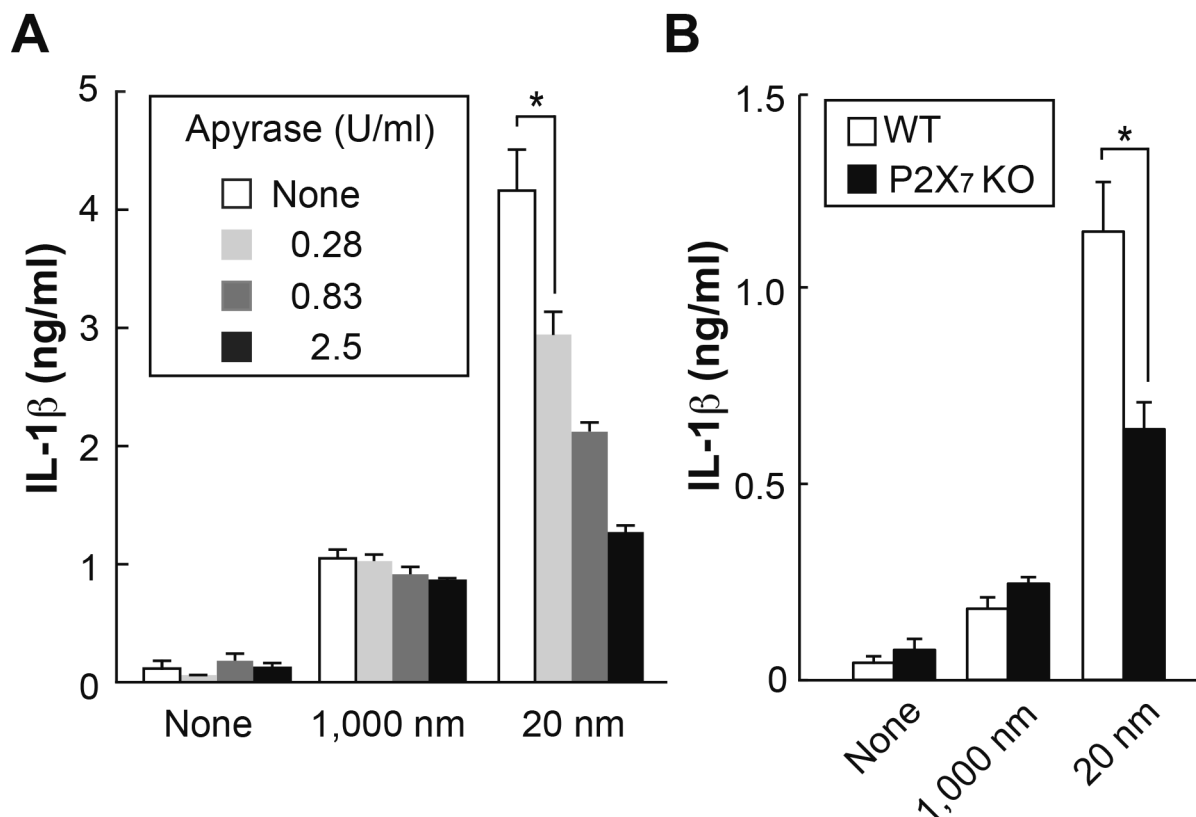 A
IL-1β (ng/ml)
5
4
3
2
1
0
Apyrase (U/ml)
None
0.28
0.83
2.5
*
None
1,000 nm
20 nm
B
IL-1β (ng/ml)
1.5
1.0
0.5
0
WT
P2X7 KO
*
None
1,000 nm
20 nm